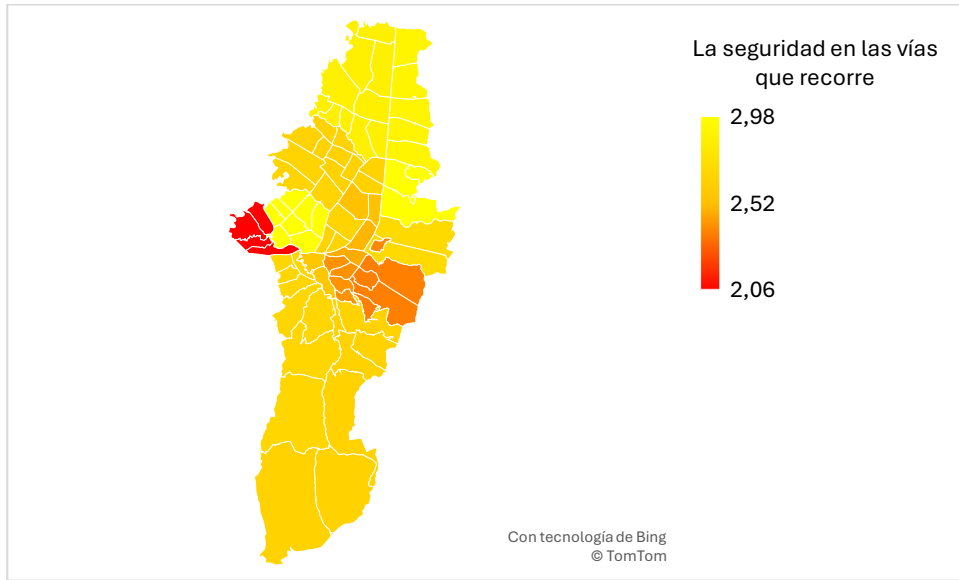 La seguridad en las vías
que recorre
2,98
2,52
2,06
Con tecnología de Bing
© TomTom